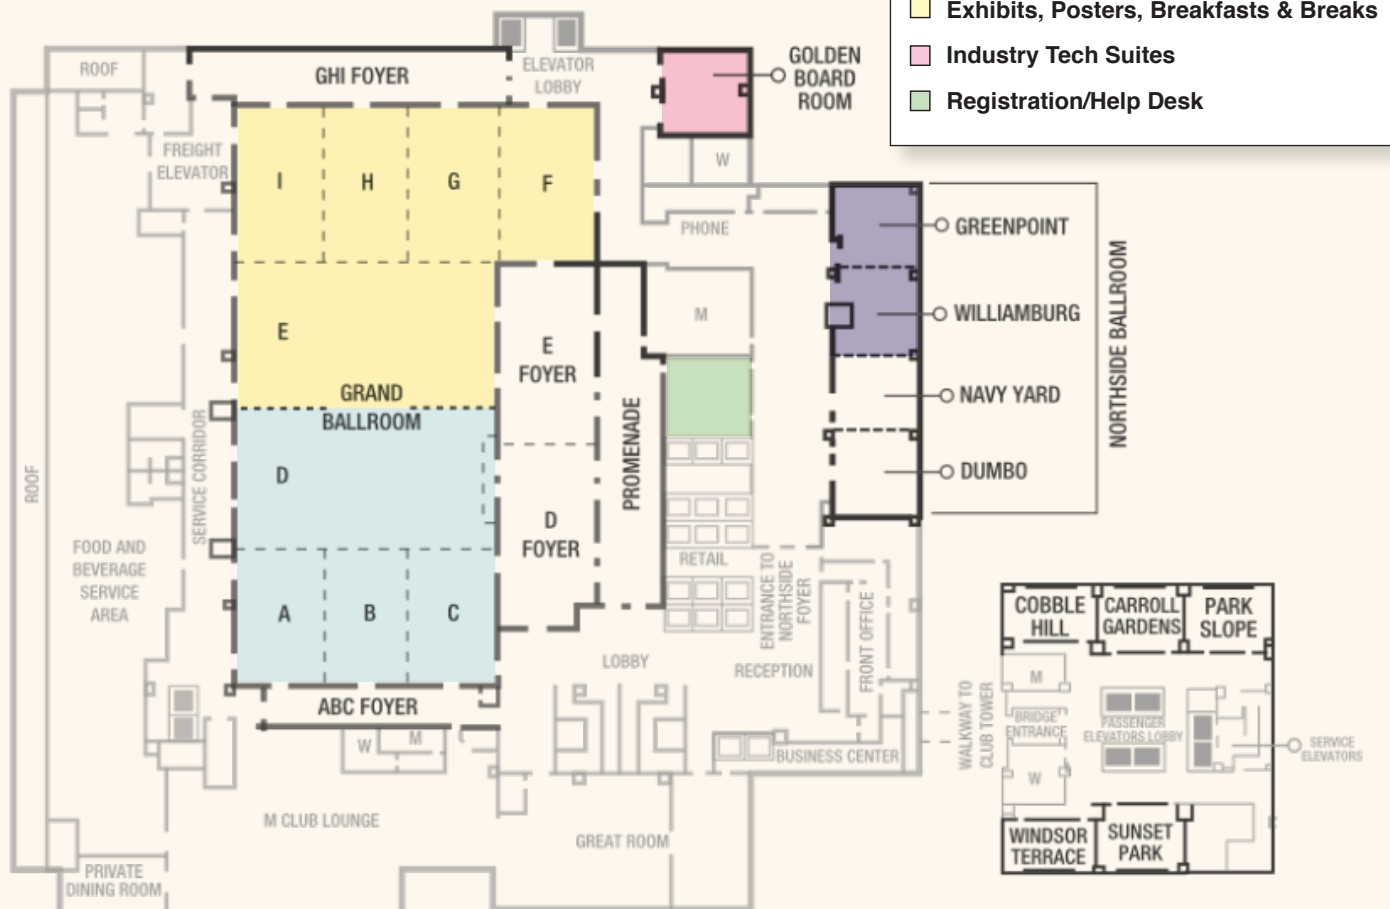 Exhibits, Posters, Breakfasts & Breaks
Industry Tech Suites
Registration/Help Desk
ROOF
GHI FOYER
ELEVATOR
LOBBY
GOLDEN
BOARD
ROOM
FREIGHT
ELEVATOR
I
H
G
F
W
PHONE
GREENPOINT
WILLIAMBURG
NAVY YARD
DUMBO
NORTHSIDE BALLROOM
M
E
E
FOYER
GRAND
BALLROOM
PROMENADE
ROOF
SERVICE CORRIDOR
D
D
FOYER
FOOD AND
BEVERAGE
SERVICE
AREA
RETAIL
ENTRANCE TO
NORTHSIDE
FOYER
FRONT OFFICE
A
B
C
LOBBY
RECEPTION
ABC FOYER
W
M
BUSINESS CENTER
WALKWAY TO
CLUB TOWER
M CLUB LOUNGE
GREAT ROOM
PRIVATE
DINING ROOM
COBBLE
HILL
CARROLL
GARDENS
PARK
SLOPE
M
BRIDGE
ENTRANCE
PASSENGER
ELEVATORS LOBBY
SERVICE
ELEVATORS
W
WINDSOR
TERRACE
SUNSET
PARK